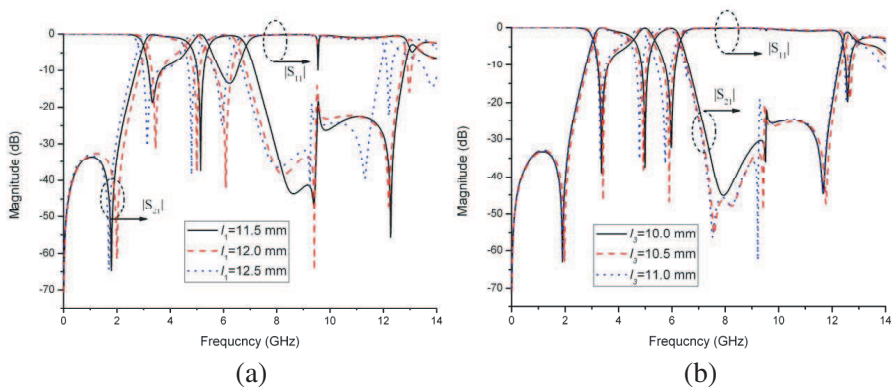 0
-10
-20
-30
-40
-50
-60
-70
Magnitude (dB)
|S11|
|S21|
|S21|
l1=11.5 mm
l1=12.0 mm
l1=12.5 mm
0 2 4 6 8 10 12 14
Frequcncy (GHz)
(a)
0
-10
-20
-30
-40
-50
-60
-70
Magnitude (dB)
|S11|
|S21|
l3=10.0 mm
l3=10.5 mm
l3=11.0 mm
0 2 4 6 8 10 12 14
Frequcncy (GHz)
(b)